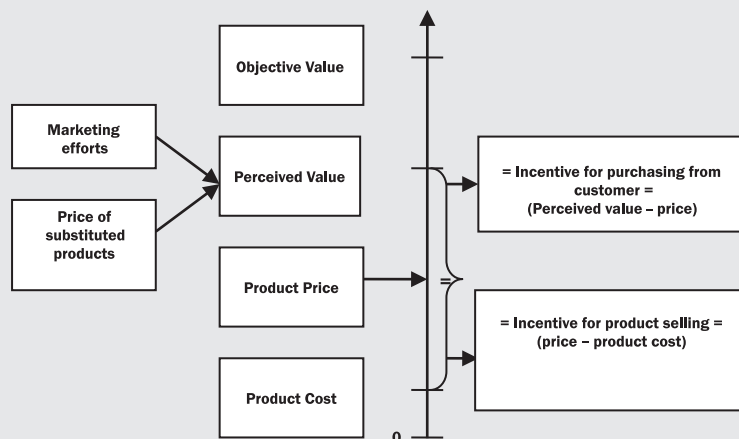 Objective Value
Marketing
efforts
Perceived Value
= Incentive for purchasing from
customer =
(Perceived value – price)
Price of
substituted
products
Product Price
=
= Incentive for product selling =
(price – product cost)
Product Cost
0